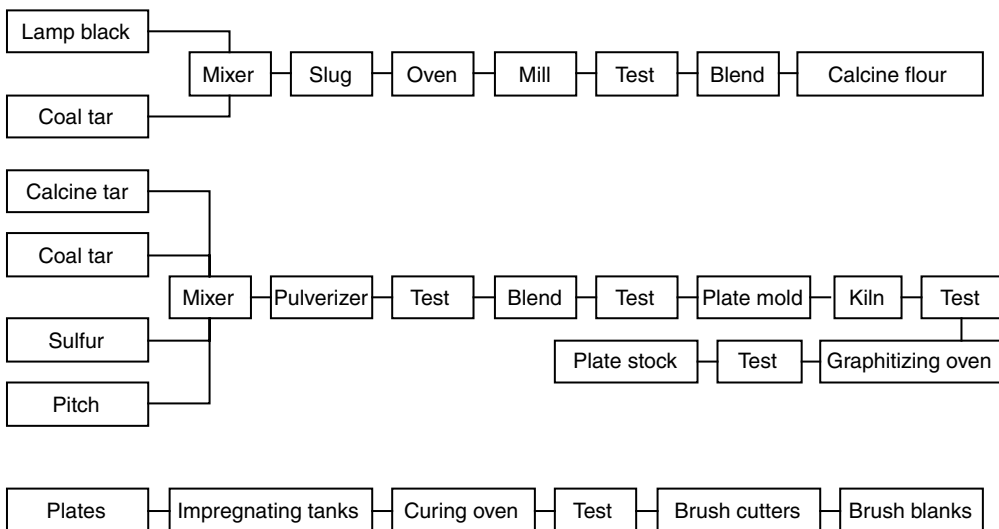 Lamp black
Mixer Slug Oven Mill Test Blend Calcine flour
Coal tar
Calcine tar
Coal tar
Mixer Pulverizer Test Blend Test Plate mold Kiln Test
Sulfur
Plate stock Test Graphitizing oven
Pitch
Plates Impregnating tanks Curing oven Test Brush cutters Brush blanks